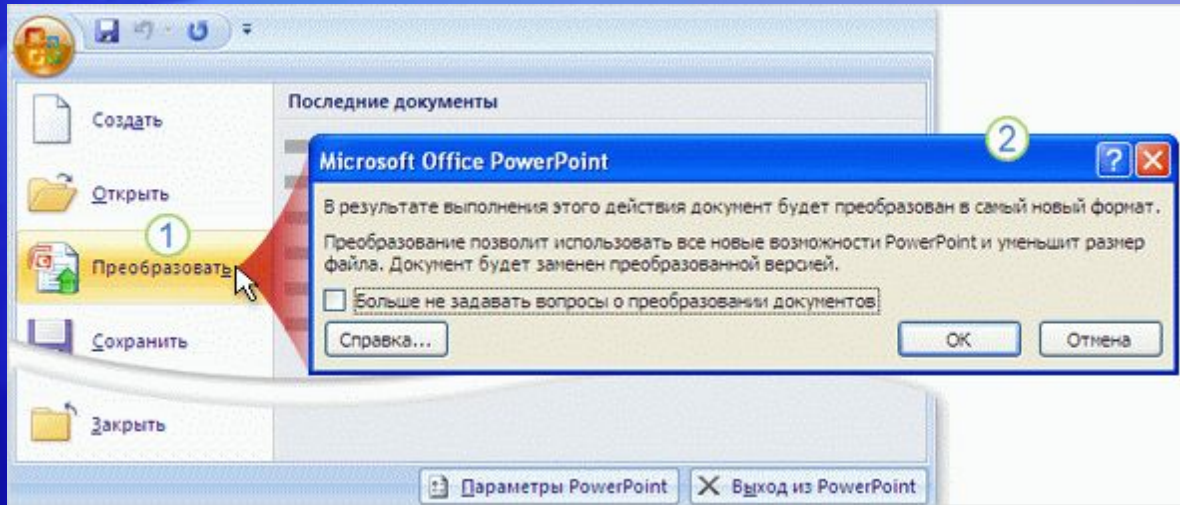 Создать
Последние документы
Открыть
1
Преобразовать
Сохранить
Закрыть
2
Microsoft Office PowerPoint
В результате выполнения этого действия документ будет преобразован в самый новый формат.
Преобразование позволит использовать все новые возможности PowerPoint и уменьшит размер
файла. Документ будет заменен преобразованной версией.
Больше не задавать вопросы о преобразовании документов
Справка...
ОК
Отмена
Параметры PowerPoint
Выход из PowerPoint